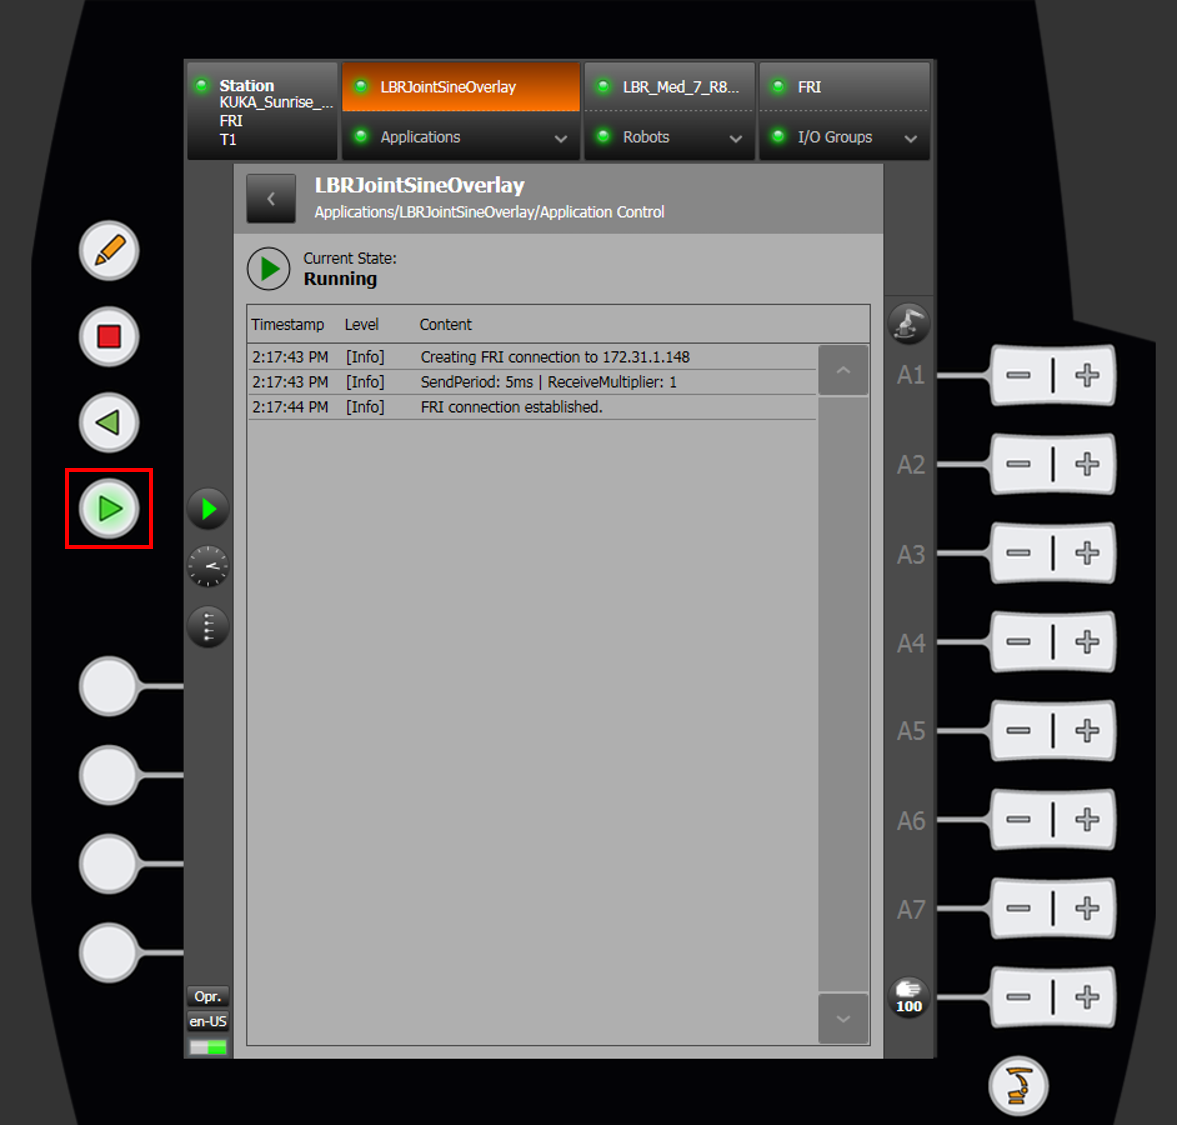 Station
KUKA_Sunrise_...
FRI
T1
LBRJointSineOverlay
Applications
LBR_Med_7_R8...
Robots
FRI
I/O Groups
LBRJointSineOverlay
Applications/LBRJointSineOverlay/Application Control
Current State:
Running
Timestamp Level Content
2:17:43 PM [Info] Creating FRI connection to 172.31.1.148
2:17:43 PM [Info] SendPeriod: 5ms | ReceiveMultiplier: 1
2:17:44 PM [Info] FRI connection established.
A1
A2
A3
A4
A5
A6
A7
100
Opr.
en-US